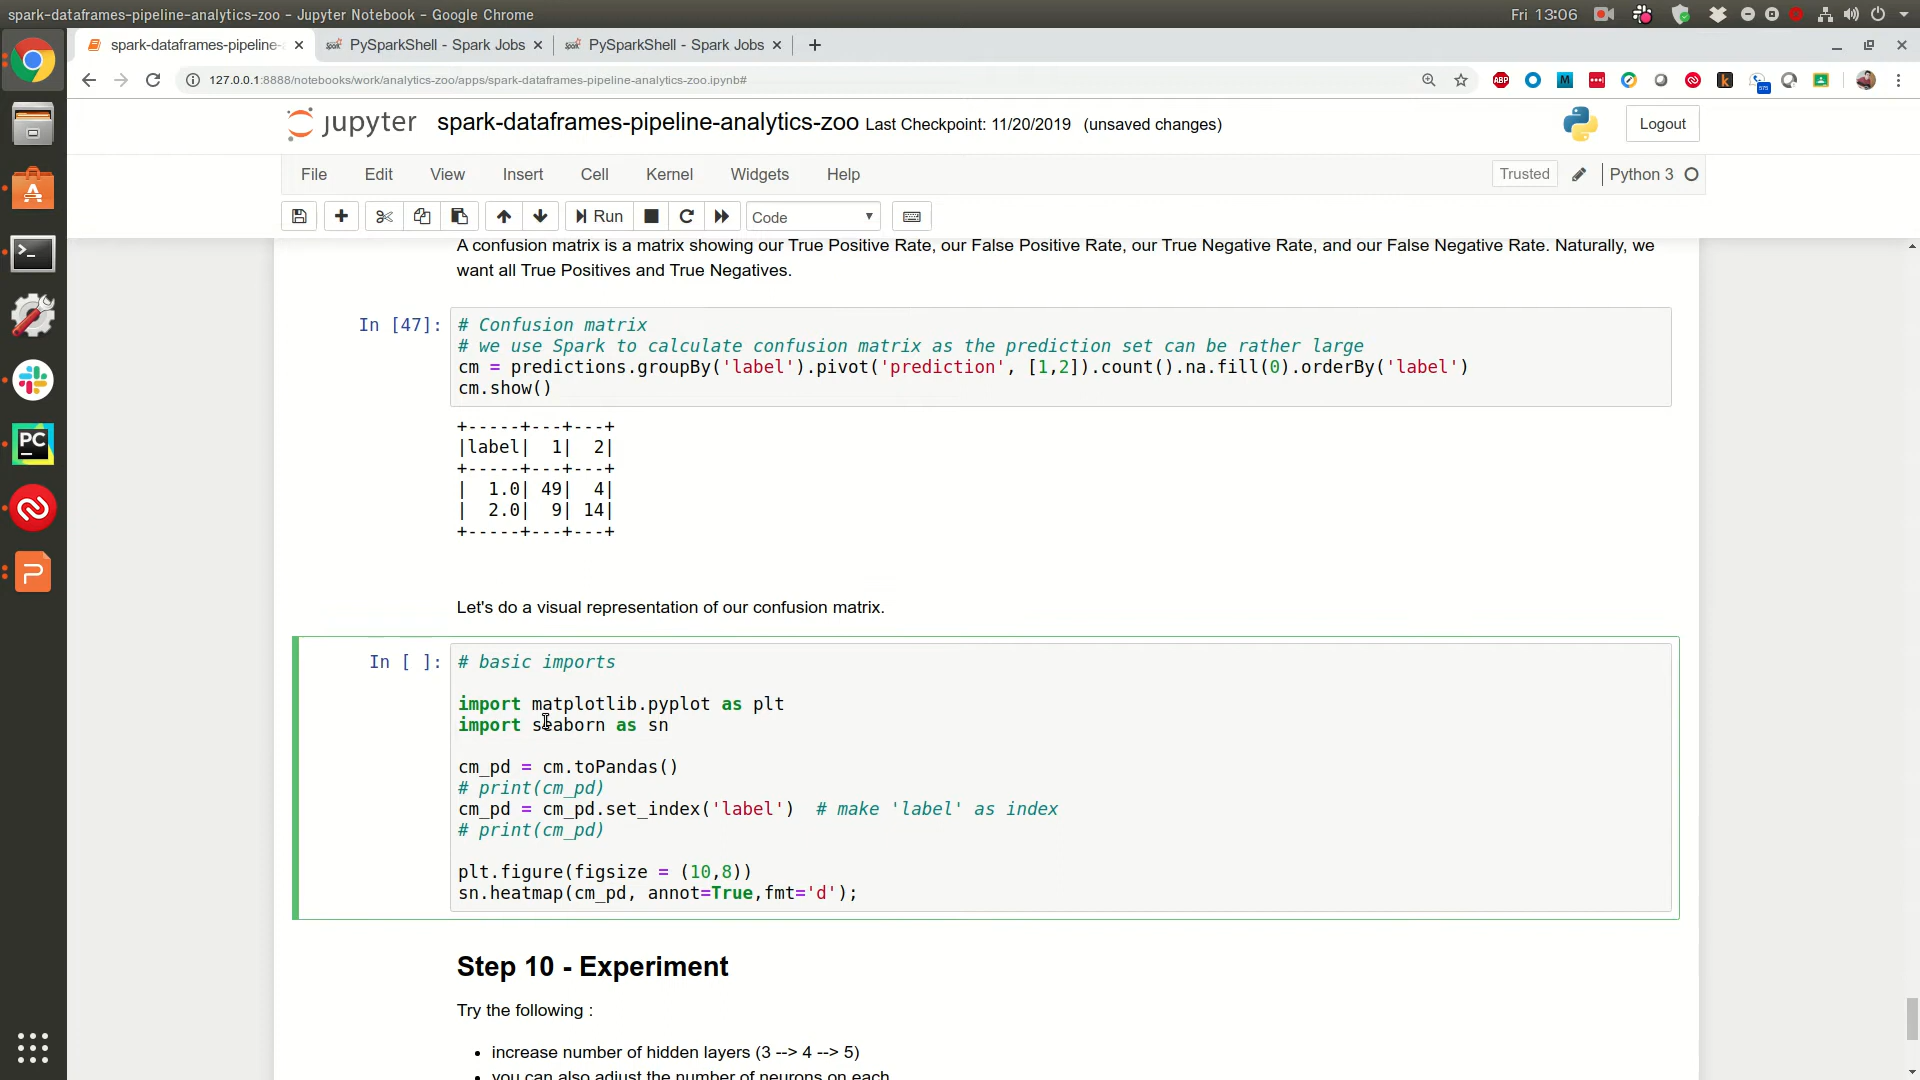 spark-dataframes-pipeline-analytics-zoo - Jupyter Notebook - Google Chrome
Fri 13:06
spark-dataframes-pipeline-
PySparkShell - Spark Jobs
PySparkShell - Spark Jobs
127.0.0.1:8888/notebooks/work/analytics-zoo/apps/spark-dataframes-pipeline-analytics-zoo.ipynb#
jupyter spark-dataframes-pipeline-analytics-zoo Last Checkpoint: 11/20/2019 (unsaved changes)
Logout
File Edit View Insert Cell Kernel Widgets Help
Trusted Python 3
Run Code
A confusion matrix is a matrix showing our True Positive Rate, our False Positive Rate, our True Negative Rate, and our False Negative Rate. Naturally, we
want all True Positives and True Negatives.
In [47]: # Confusion matrix
# we use Spark to calculate confusion matrix as the prediction set can be rather large
cm = predictions.groupBy('label').pivot('prediction', [1,2]).count().na.fill(0).orderBy('label')
cm.show()
+-----+---+---+
|label|  1|  2|
+-----+---+---+
|  1.0| 49|  4|
|  2.0|  9| 14|
+-----+---+---+
Let's do a visual representation of our confusion matrix.
In [ ]: # basic imports
import matplotlib.pyplot as plt
import seaborn as sn
cm_pd = cm.toPandas()
# print(cm_pd)
cm_pd = cm_pd.set_index('label')  # make 'label' as index
# print(cm_pd)
plt.figure(figsize = (10,8))
sn.heatmap(cm_pd, annot=True,fmt='d');
Step 10 - Experiment
Try the following :
• increase number of hidden layers (3 --> 4 --> 5)
• you can also adjust the number of neurons on each